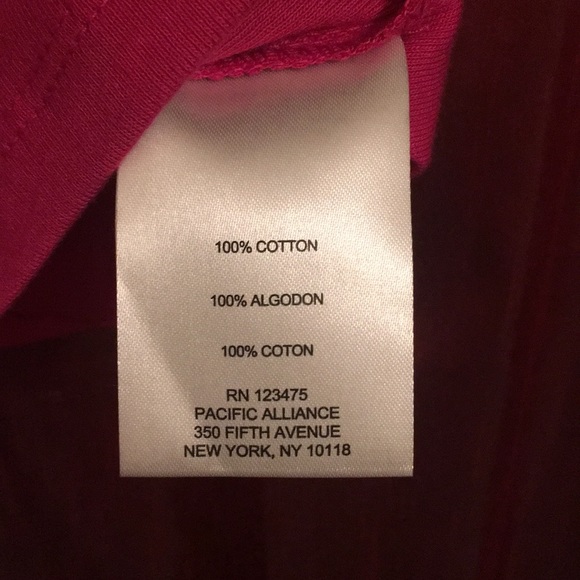 100% COTTON
100% ALGODON
100% COTON
RN 123475
PACIFIC ALLIANCE
350 FIFTH AVENUE
NEW YORK, NY 10118